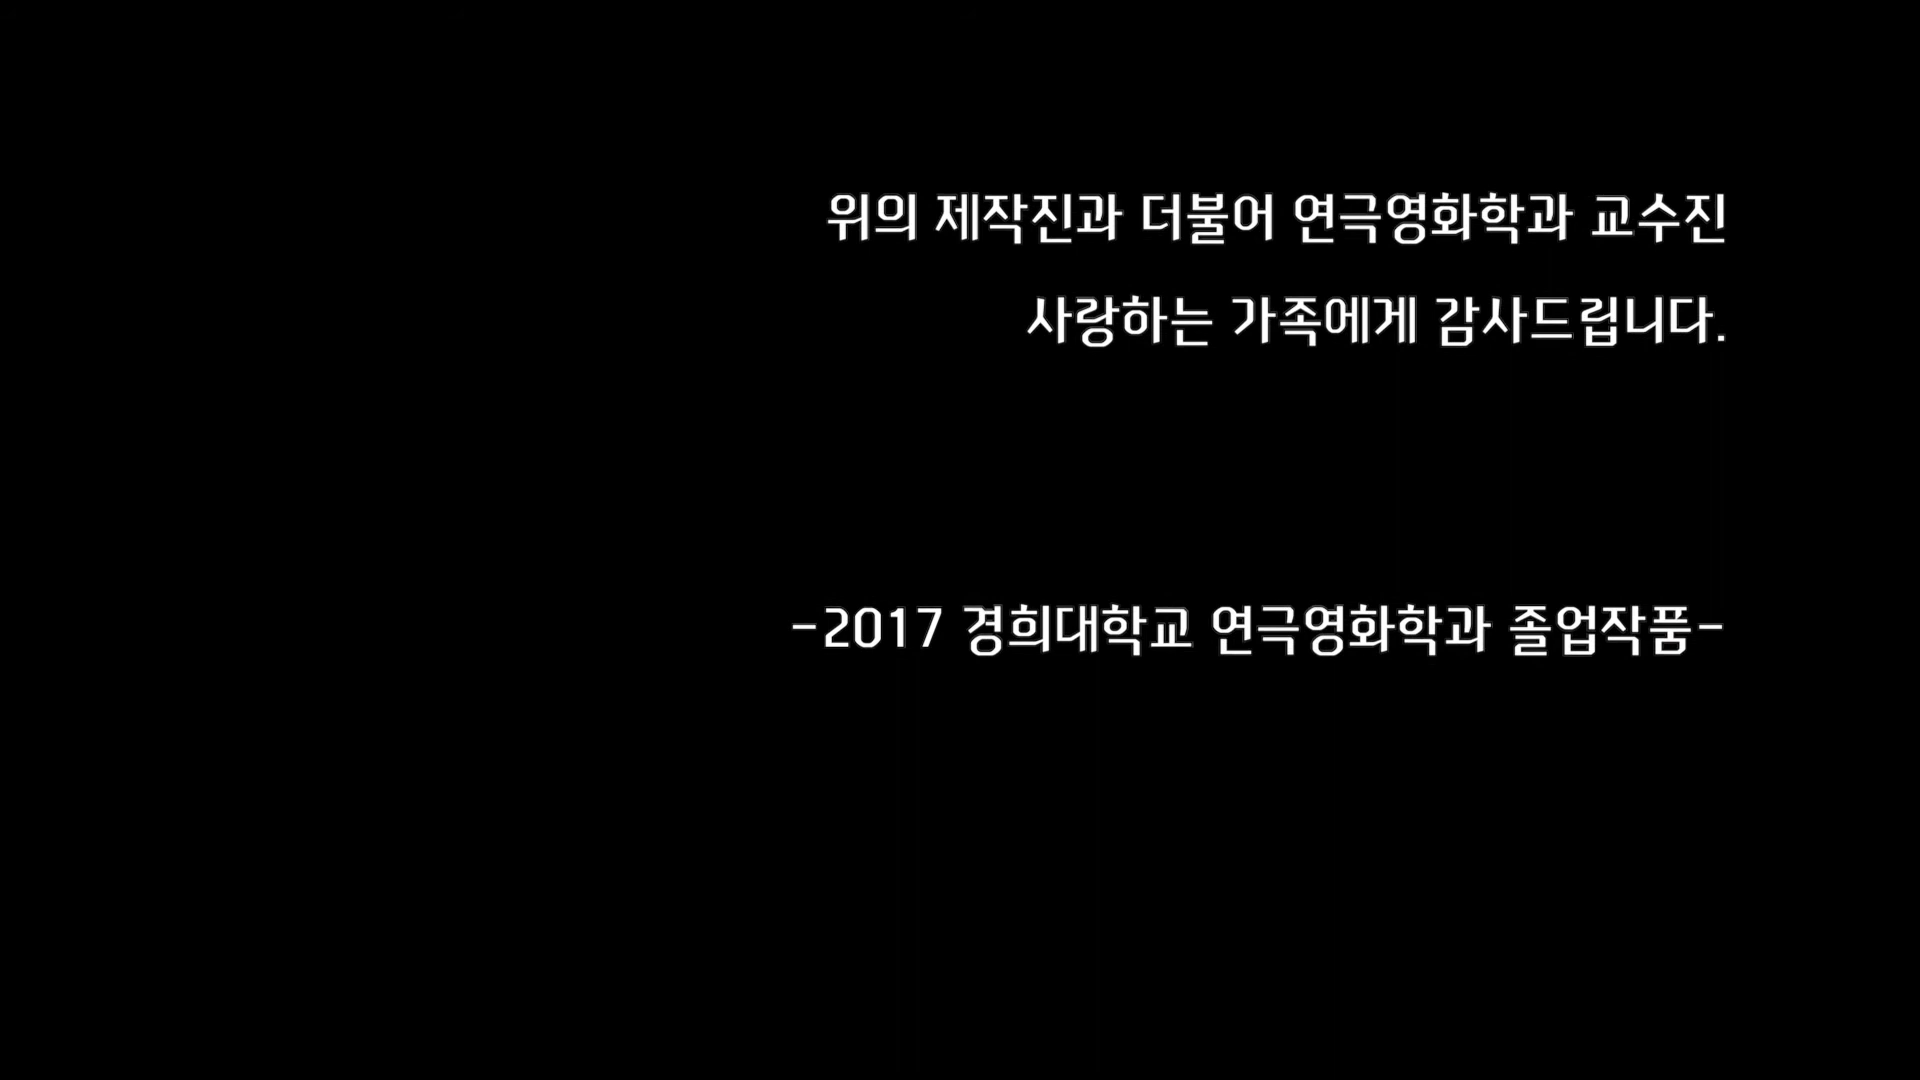 위의 제작진과 더불어 연극영화학과 교수진
사랑하는 가족에게 감사드립니다.
-2017 경희대학교 연극영화학과 졸업작품-